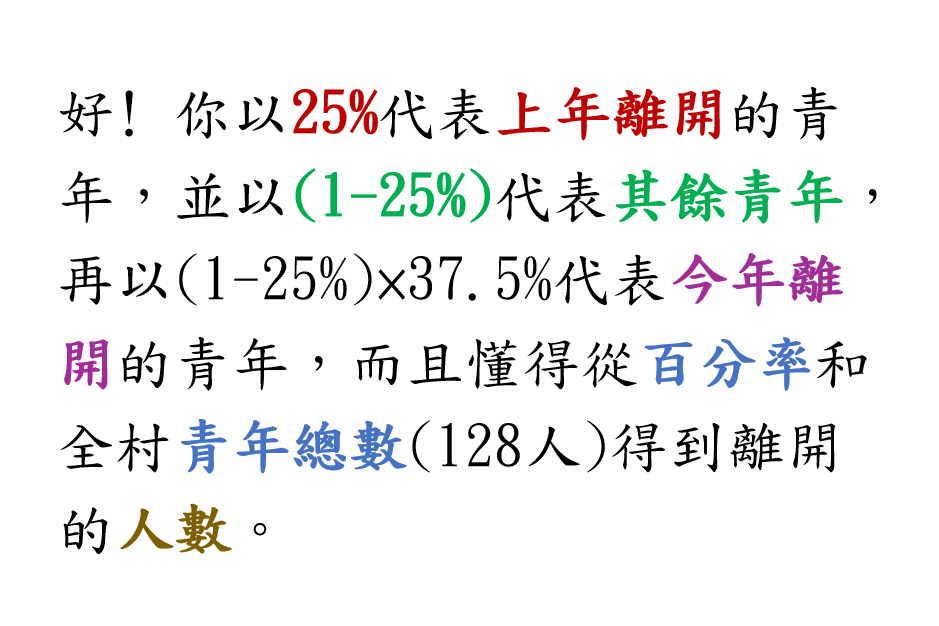 好! 你以25%代表上年離開的青
年，並以(1-25%)代表其餘青年，
再以(1-25%)×37.5%代表今年離
開的青年，而且懂得從百分率和
全村青年總數(128人)得到離開
的人數。